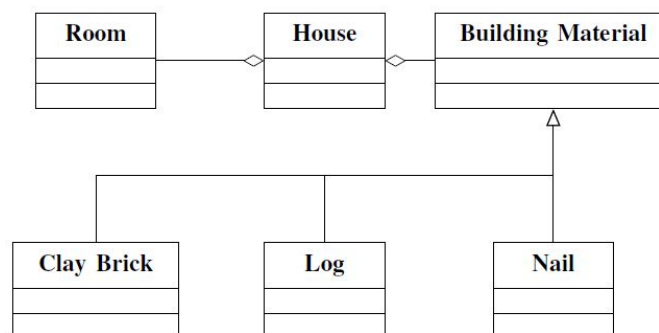 Room
House
Building Material
Clay Brick
Log
Nail